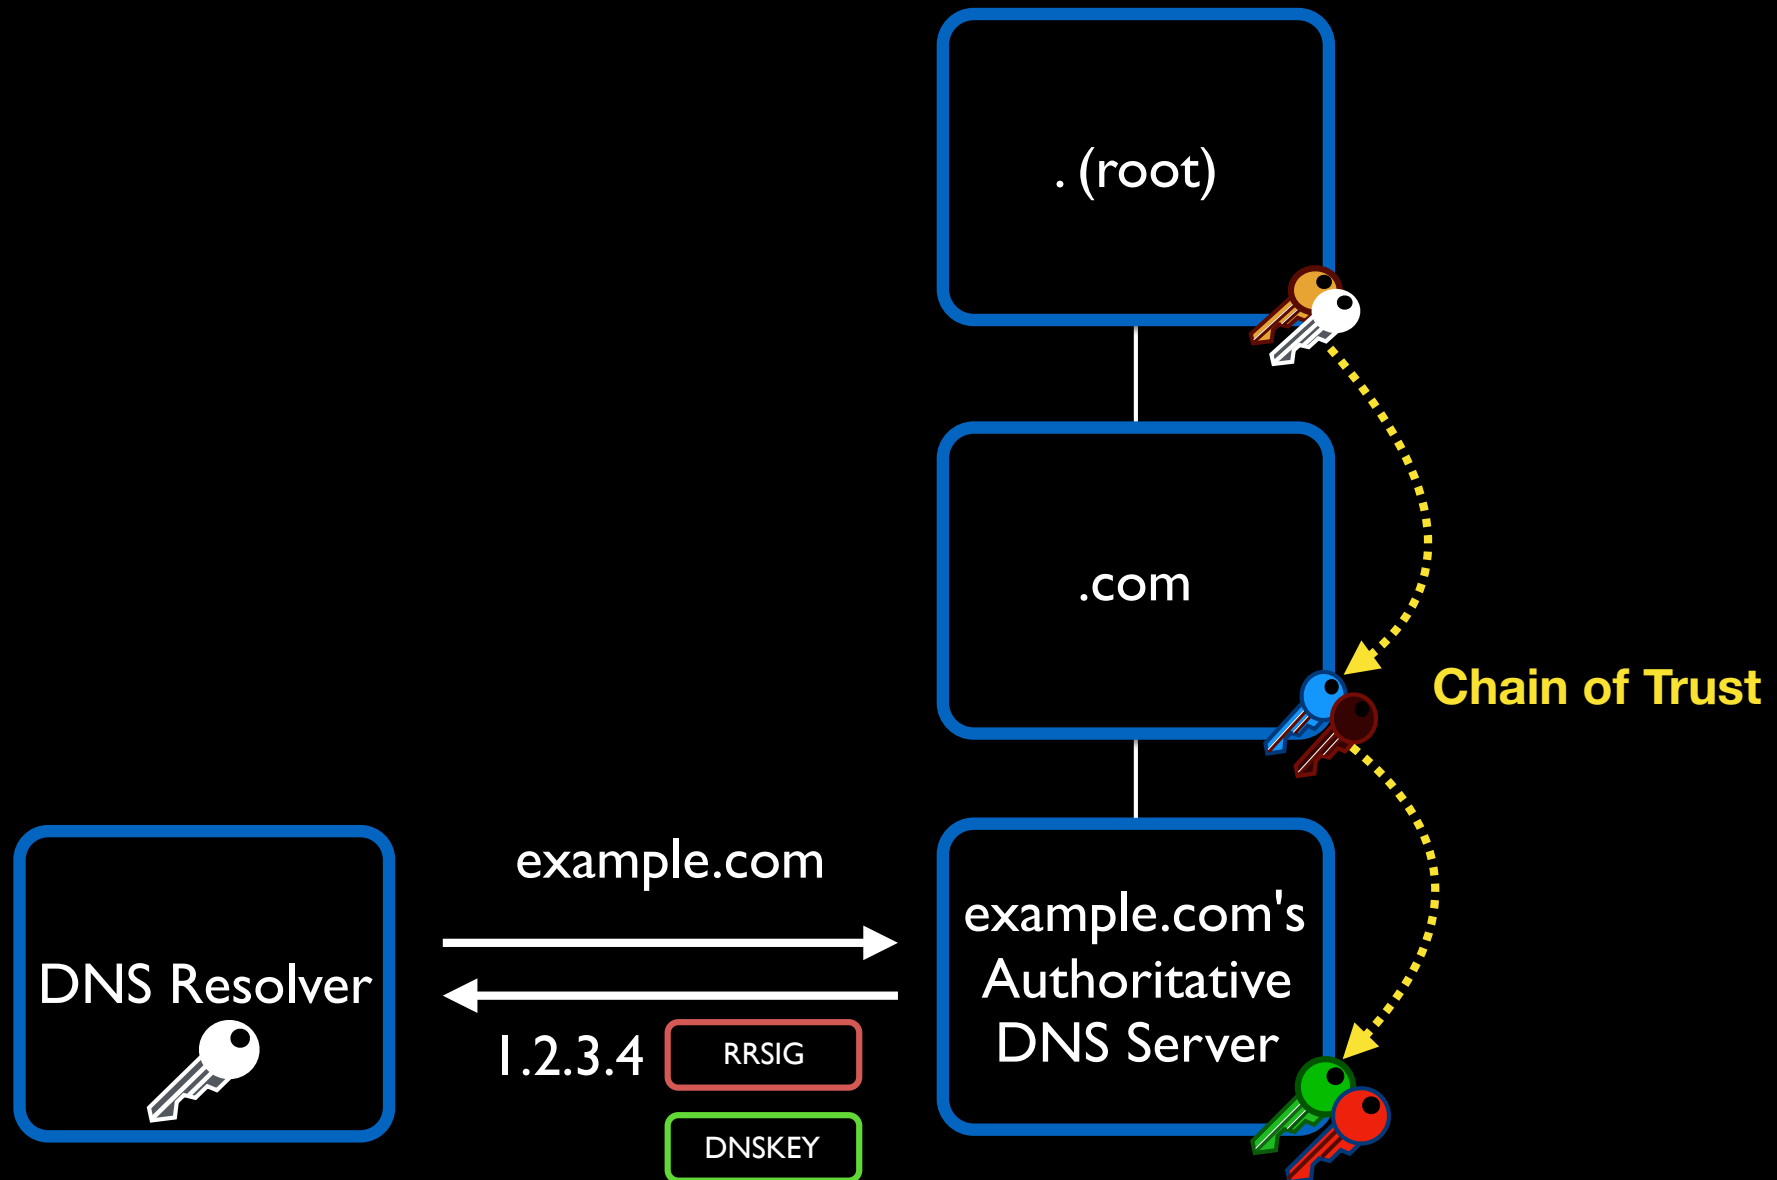 . (root)
.com
Chain of Trust
example.com
DNS Resolver
1.2.3.4
RRSIG
DNSKEY
example.com's
Authoritative
DNS Server